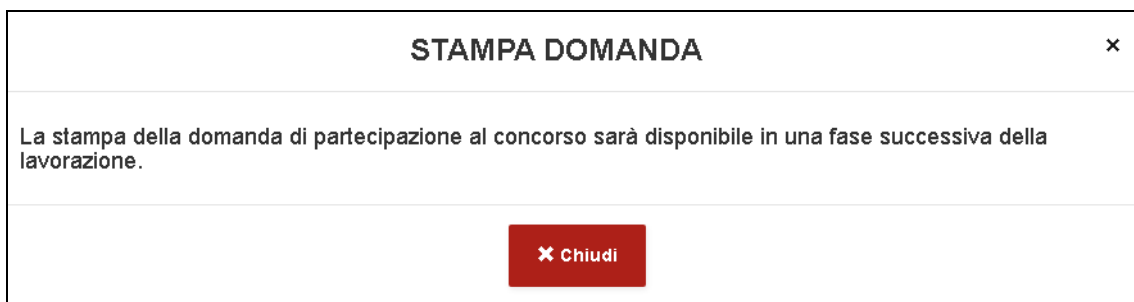 STAMPA DOMANDA ×
La stampa della domanda di partecipazione al concorso sarà disponibile in una fase successiva della
lavorazione.
✖ Chiudi